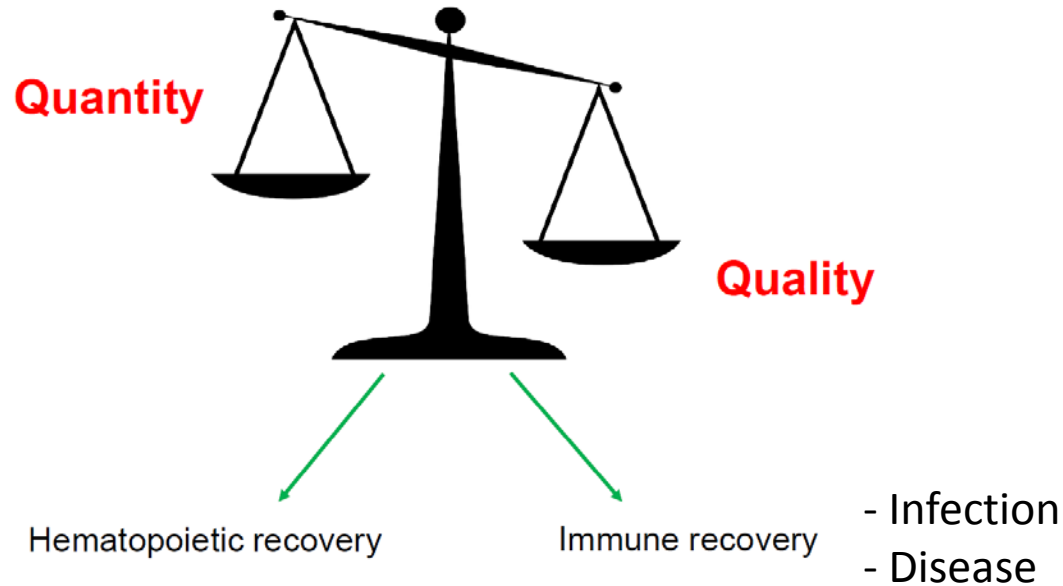 Quantity
Quality
Hematopoietic recovery
Immune recovery
- Infection
- Disease